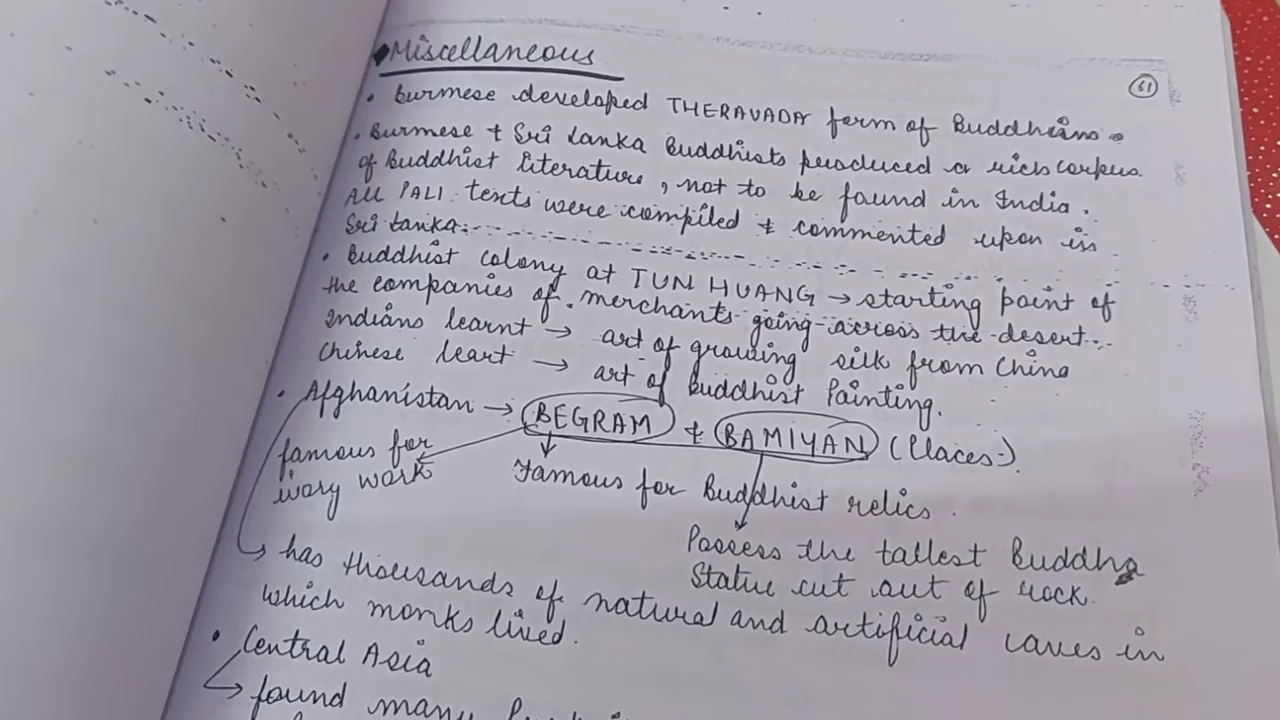 Miscellaneous
61
• Burmese developed THERAVADA form of Buddhism.
• Burmese + Sri Lanka Buddhists produced a rich corpus
of Buddhist literature, not to be found in India.
All PALI texts were compiled & commented upon in
Sri Lanka.
• Buddhist colony at TUN HUANG → starting point of
the companies of merchants going across the desert.
Indians learnt → art of growing silk from China
Chinese leart → art of Buddhist Painting.
• Afghanistan → BEGRAM & BAMIYAN (Places).
famous for
ivory work
Famous for Buddhist relics.
Possess the tallest Buddha
Statue cut out of rock.
→ has thousands of natural and artificial caves in
which monks lived.
• Central Asia
→ found many